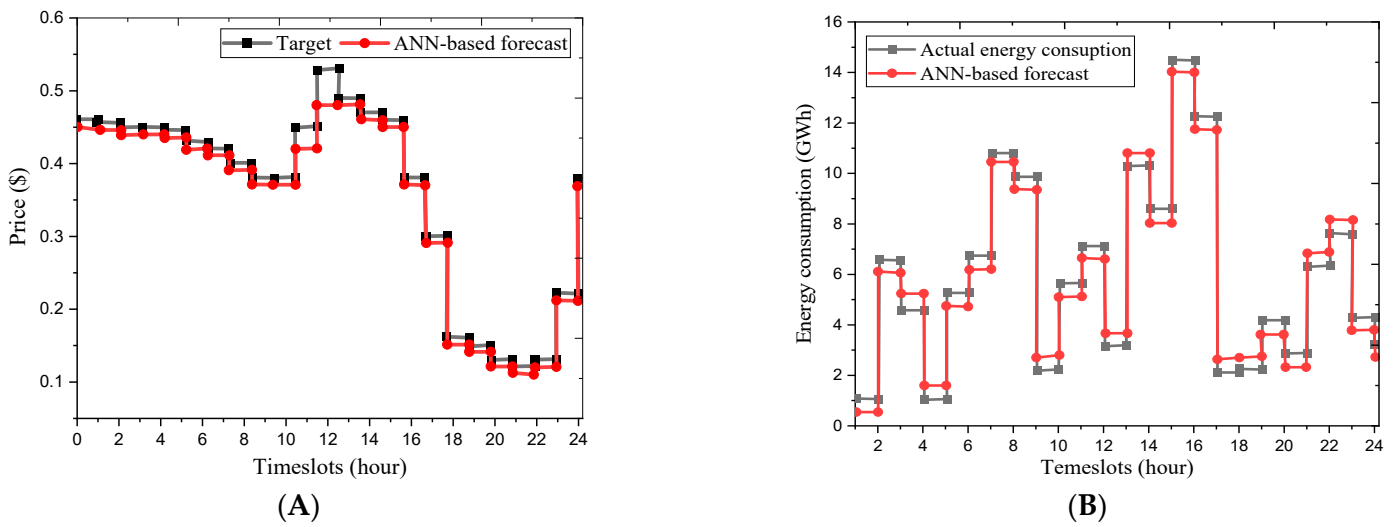 Target ANN-based forecast
Price ($)
0.6
0.5
0.4
0.3
0.2
0.1
0 2 4 6 8 10 12 14 16 18 20 22 24
Timeslots (hour)
(A)
Actual energy consuption
ANN-based forecast
Energy consumption (GWh)
16
14
12
10
8
6
4
2
0
2 4 6 8 10 12 14 16 18 20 22 24
Temeslots (hour)
(B)